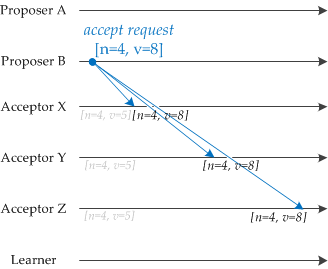 Proposer A
accept request
[n=4, v=8]
Proposer B
Acceptor X
[n=4, v=5] [n=4, v=8]
Acceptor Y
[n=4, v=5] [n=4, v=8]
Acceptor Z
[n=4, v=5] [n=4, v=8]
Learner